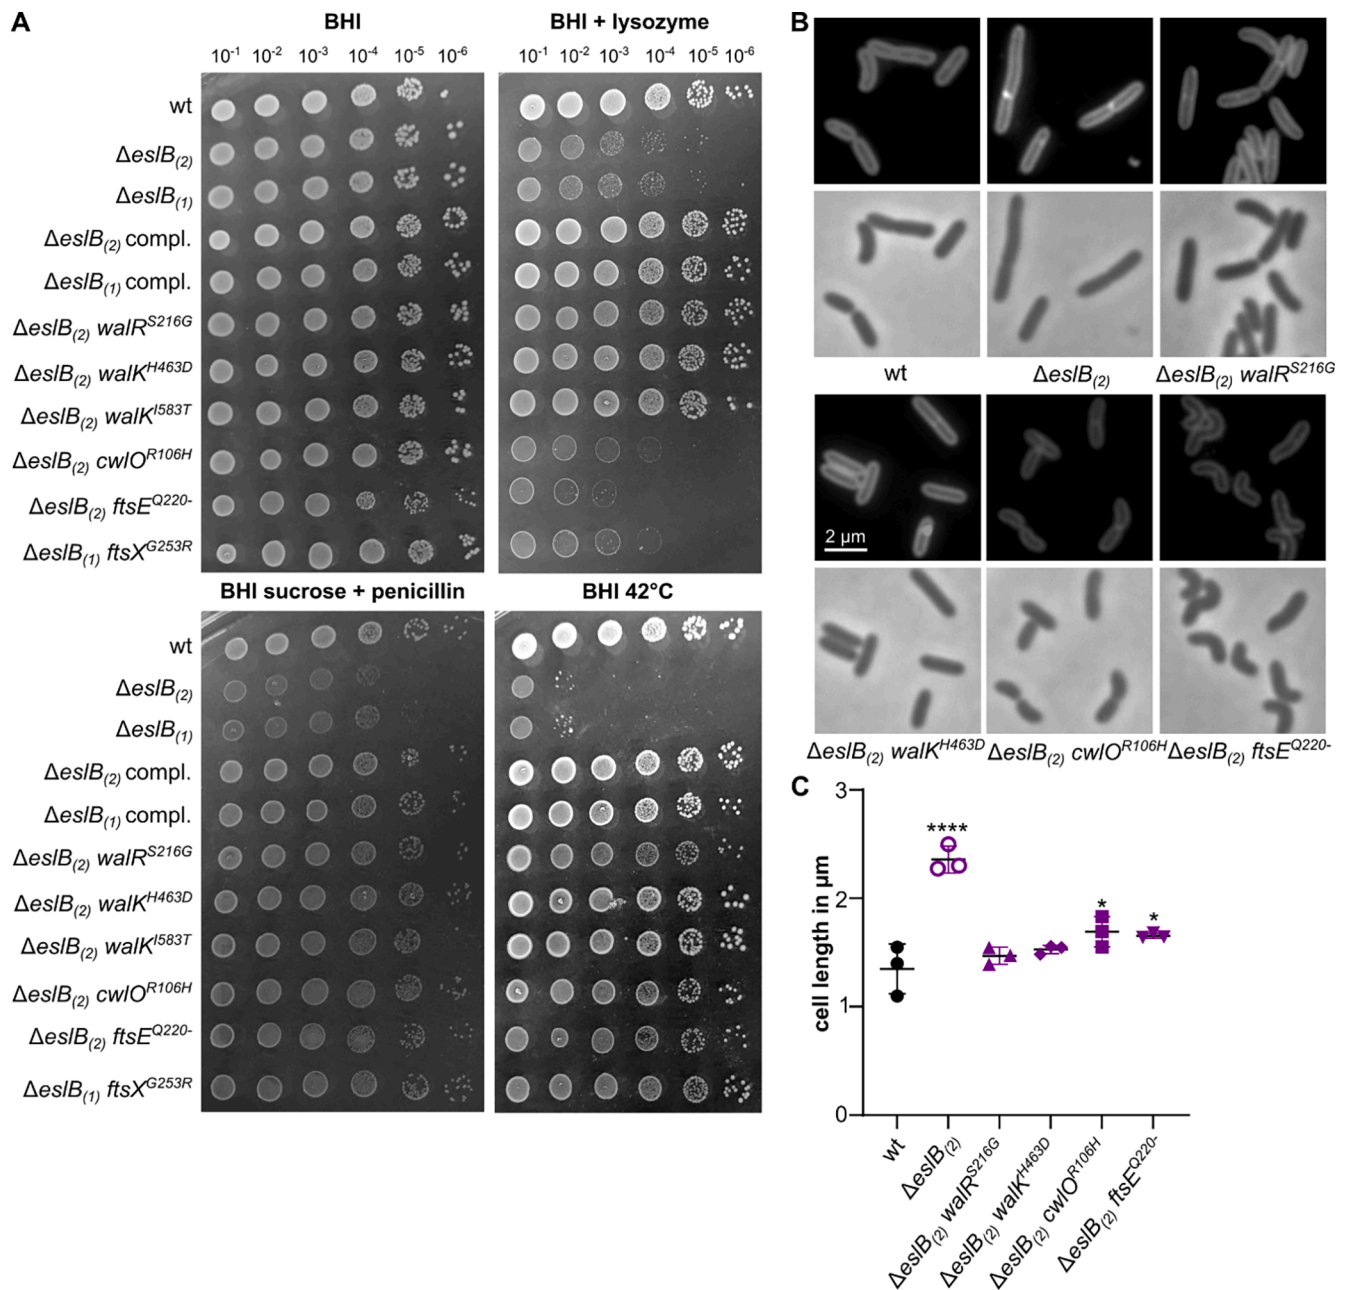 A
BHI
BHI + lysozyme
10-1 10-2 10-3 10-4 10-5 10-6
10-1 10-2 10-3 10-4 10-5 10-6
wt
ΔeslB(2)
ΔeslB(1)
ΔeslB(2) compl.
ΔeslB(1) compl.
ΔeslB(2) walRS216G
ΔeslB(2) walKH463D
ΔeslB(2) walKI583T
ΔeslB(2) cwlOR106H
ΔeslB(2) ftsEQ220-
ΔeslB(1) ftsXG253R
BHI sucrose + penicillin
BHI 42°C
wt
ΔeslB(2)
ΔeslB(1)
ΔeslB(2) compl.
ΔeslB(1) compl.
ΔeslB(2) walRS216G
ΔeslB(2) walKH463D
ΔeslB(2) walKI583T
ΔeslB(2) cwlOR106H
ΔeslB(2) ftsEQ220-
ΔeslB(1) ftsXG253R
B
wt
ΔeslB(2)
ΔeslB(2) walRS216G
2 μm
ΔeslB(2) walKH463D
ΔeslB(2) cwlOR106H
ΔeslB(2) ftsEQ220-
C
cell length in μm
3
2
1
0
****
*
*
wt
ΔeslB(2)
ΔeslB(2) walRS216G
ΔeslB(2) walKH463D
ΔeslB(2) cwlOR106H
ΔeslB(2) ftsEQ220-